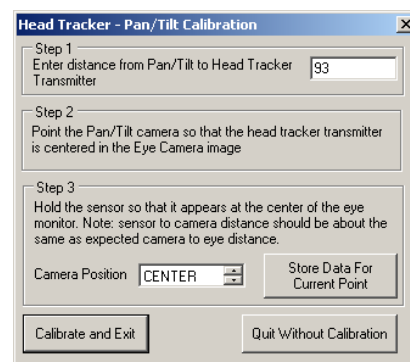 Head Tracker - Pan/Tilt Calibration
Step 1
Enter distance from Pan/Tilt to Head Tracker
Transmitter
93
Step 2
Point the Pan/Tilt camera so that the head tracker transmitter
is centered in the Eye Camera image
Step 3
Hold the sensor so that it appears at the center of the eye
monitor. Note: sensor to camera distance should be about the
same as expected camera to eye distance.
Camera Position CENTER
Store Data For
Current Point
Calibrate and Exit
Quit Without Calibration